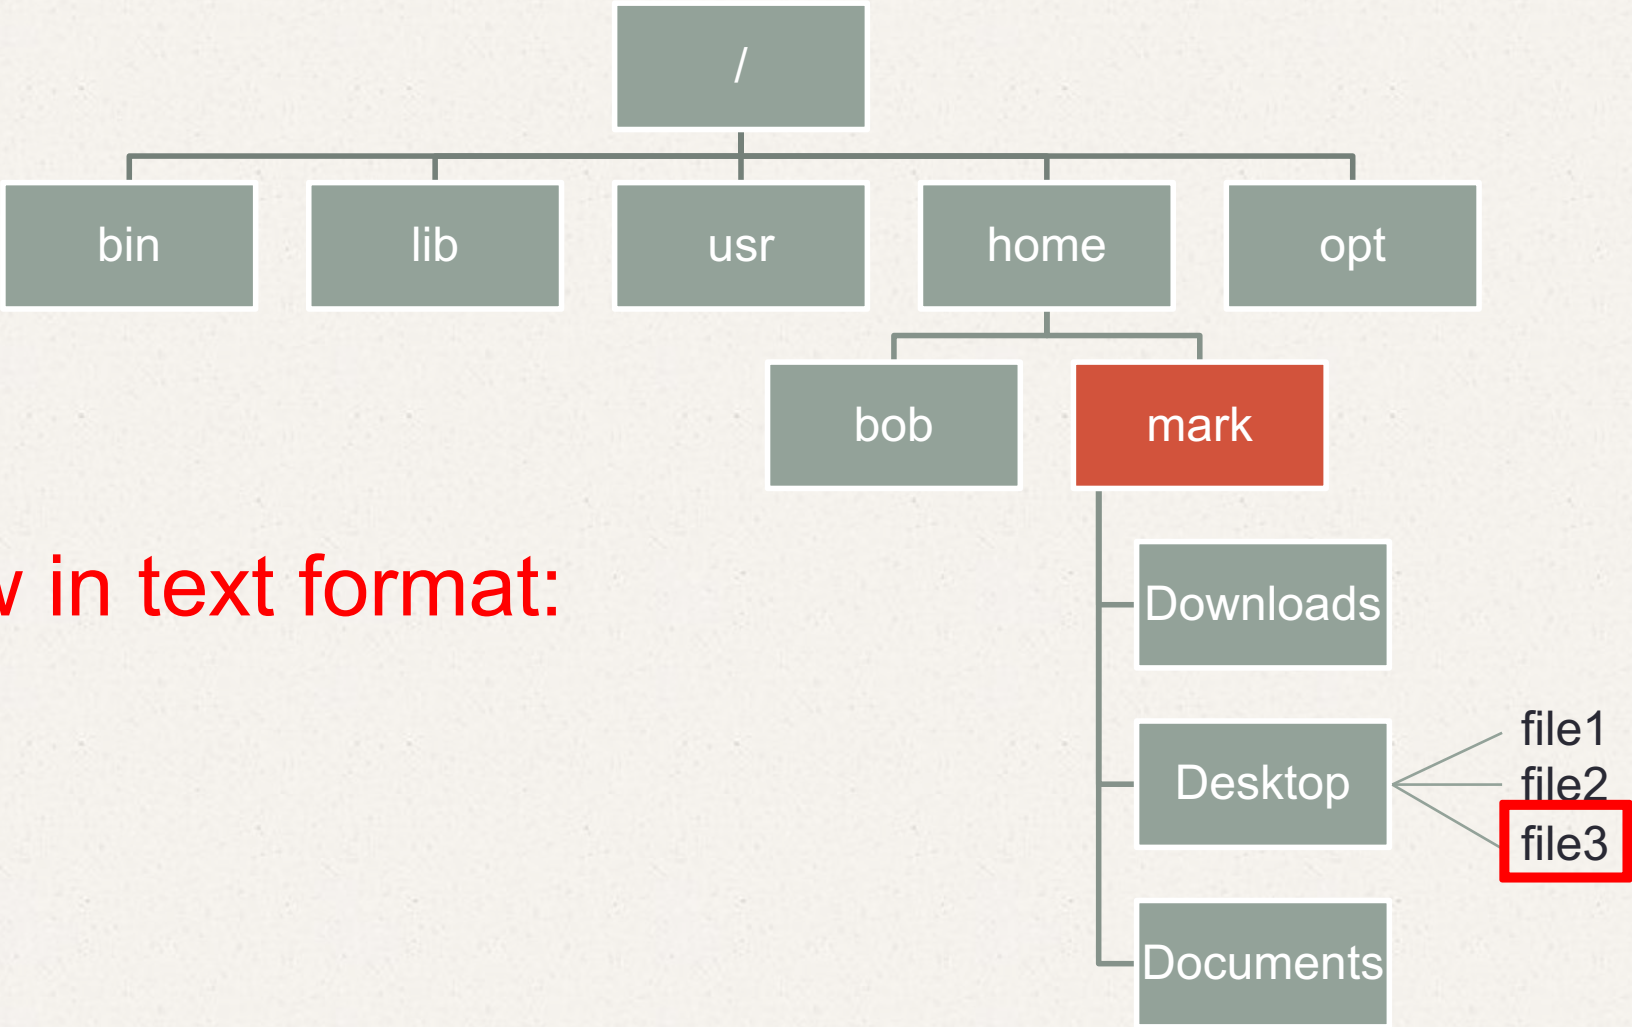 /
bin lib usr home opt
bob mark
in text format:
Downloads
file1
Desktop file2
file3
Documents